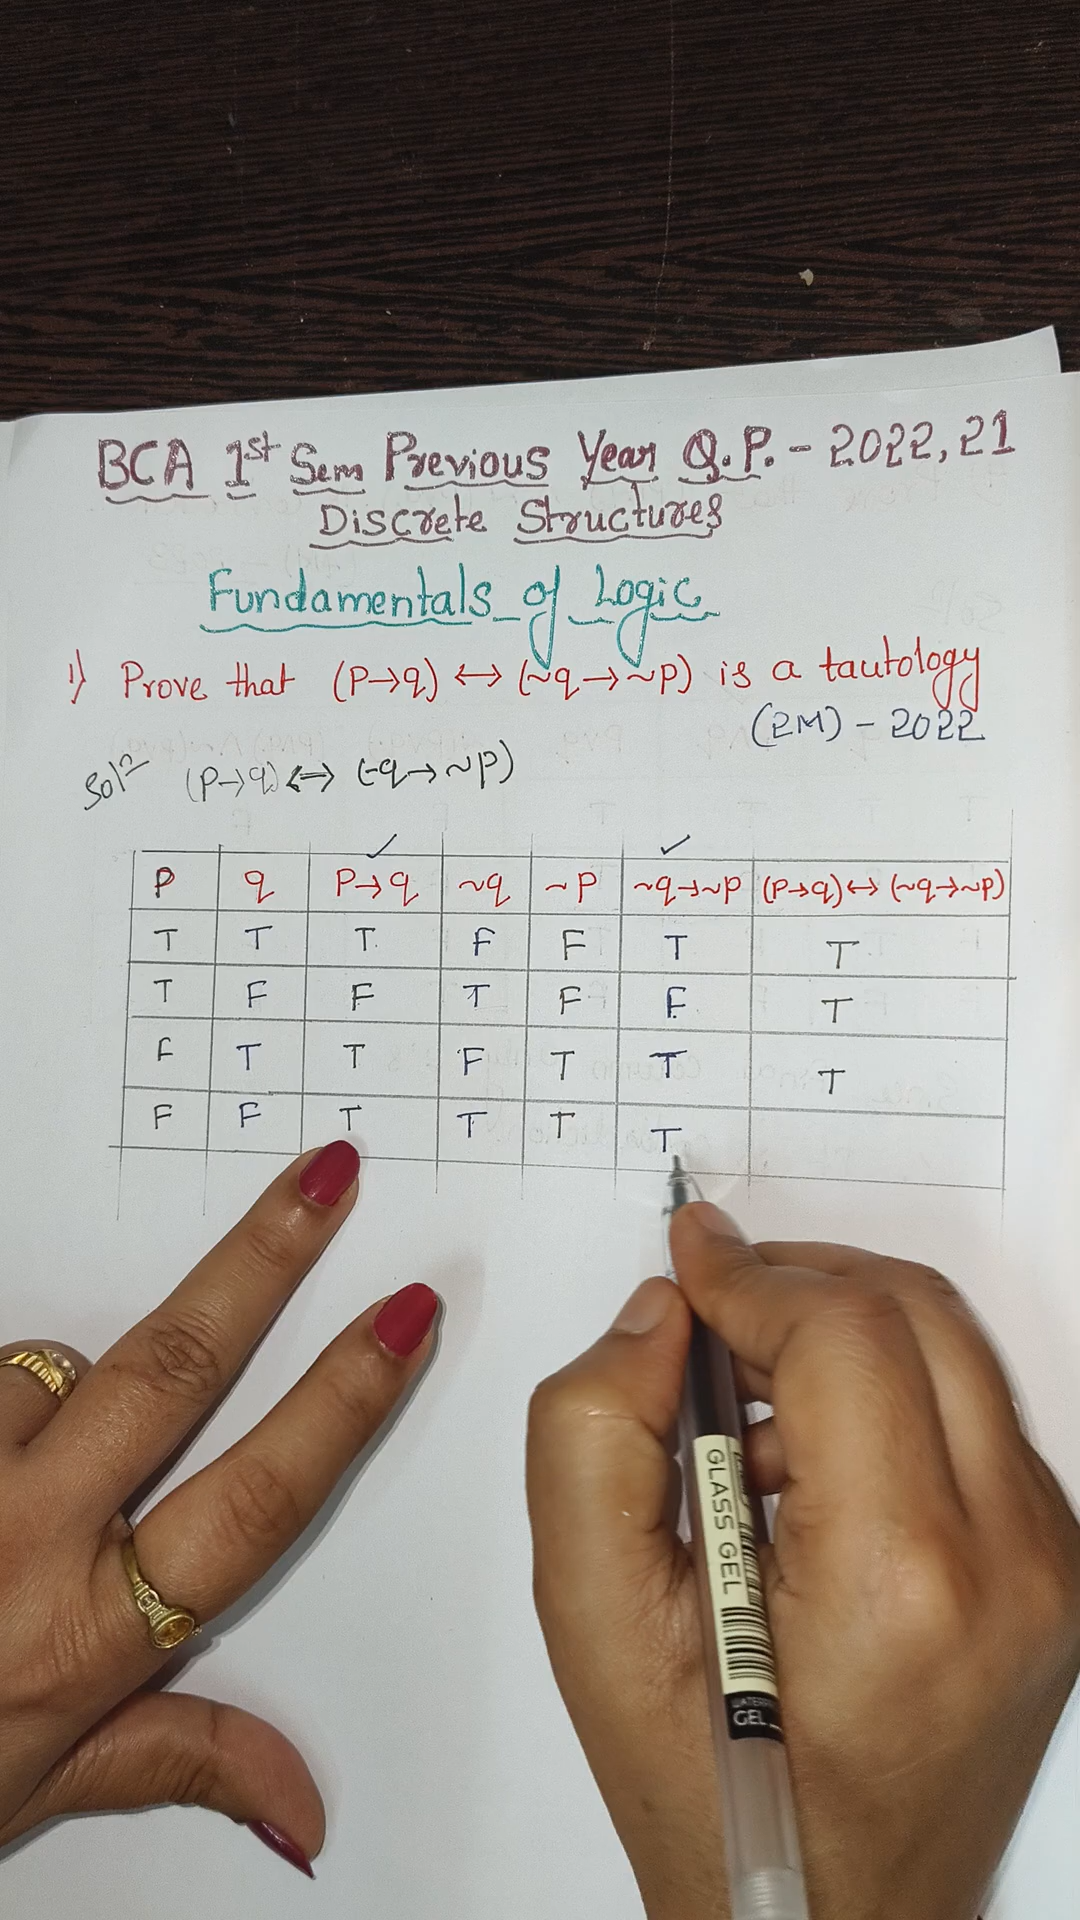 BCA 1st Sem Previous Year Q.P. - 2022, 21
Discrete Structures
Fundamentals of Logic
1) Prove that (P→q) ↔ (~q→~p) is a tautology
(2M) - 2022
Soln (P→q) ↔ (~q→~p)
✓ ✓
P q P→q ~q ~P ~q→~p (P→q)↔(~q→~p)
T T T F F T T
T F F T F F T
F T T F T T T
F F T T T T
GLASS GEL
GEL